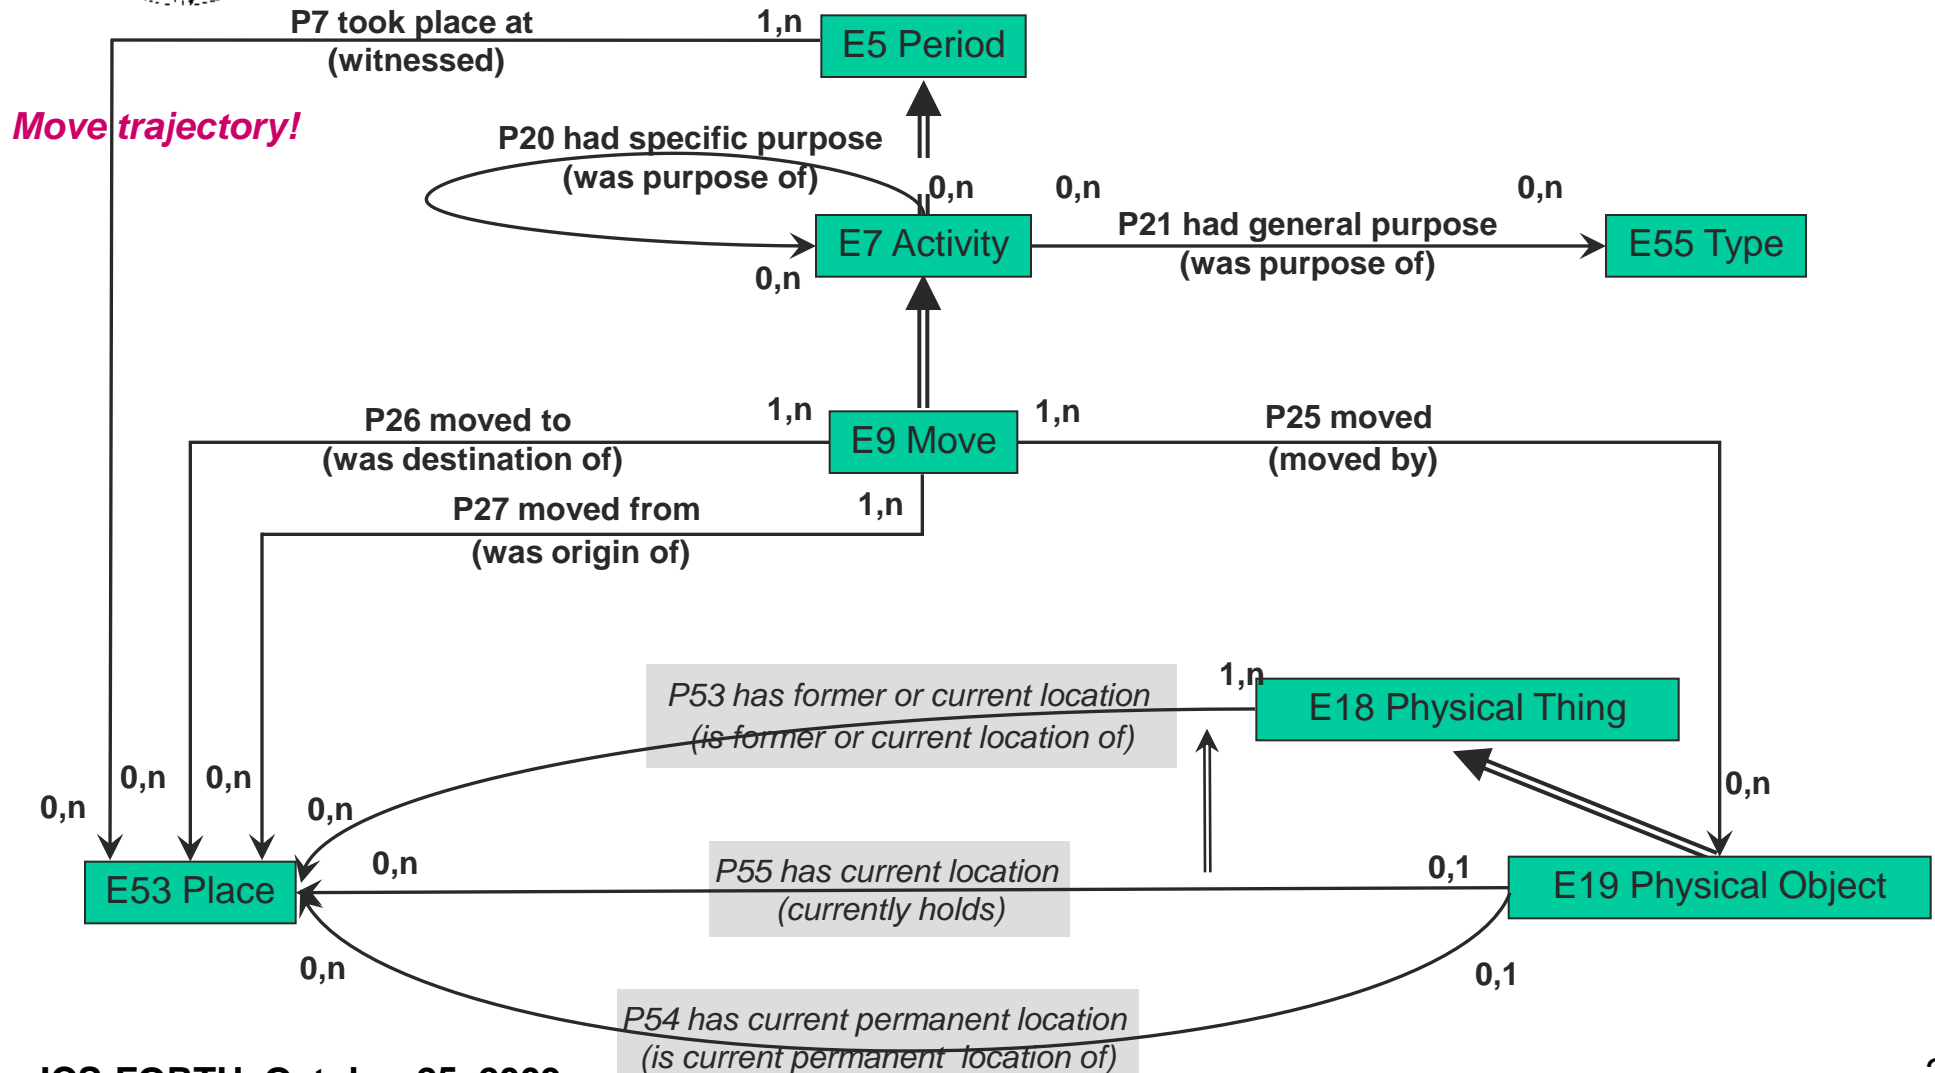 P7 took place at
(witnessed)
1,n
E5 Period
Move trajectory!
P20 had specific purpose
(was purpose of)
0,n
0,n
0,n
P21 had general purpose
(was purpose of)
E7 Activity
E55 Type
0,n
P26 moved to
(was destination of)
1,n
E9 Move
1,n
P25 moved
(moved by)
P27 moved from
(was origin of)
1,n
P53 has former or current location
(is former or current location of)
1,n
E18 Physical Thing
0,n
0,n
0,n
0,n
0,n
0,n
P55 has current location
(currently holds)
0,1
E53 Place
E19 Physical Object
0,n
0,1
P54 has current permanent location
(is current permanent location of)